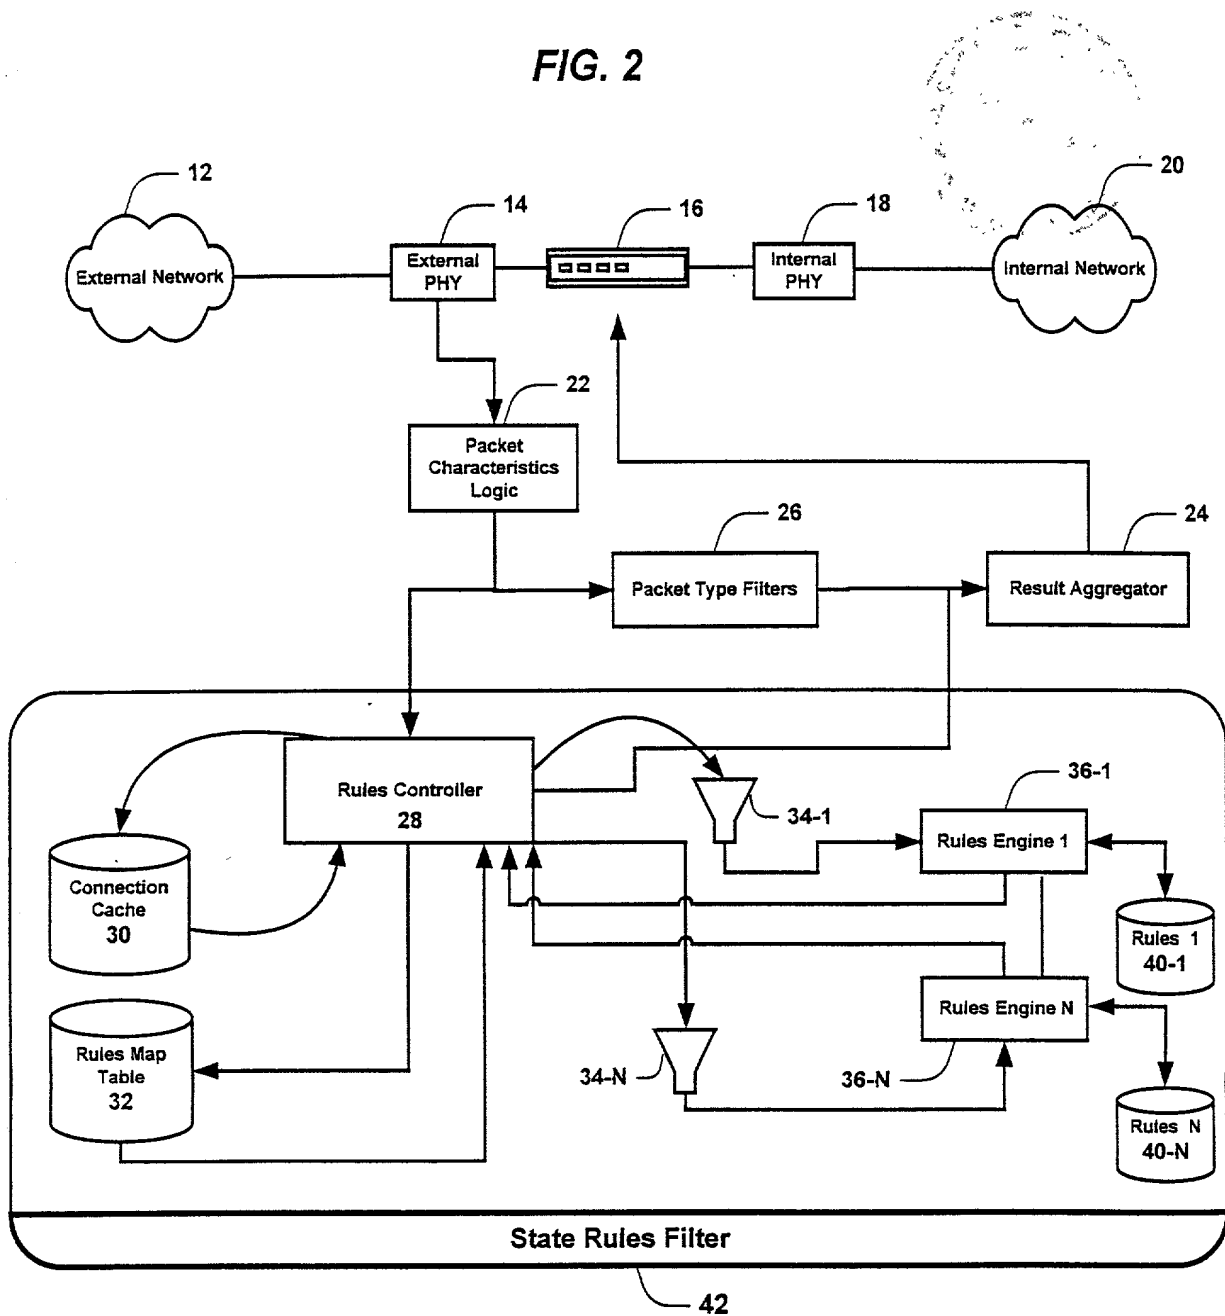 FIG. 2
12
14
16
18
20
External Network
External
PHY
Internal
PHY
Internal Network
22
Packet
Characteristics
Logic
26
24
Packet Type Filters
Result Aggregator
Rules Controller
28
34-1
36-1
Rules Engine 1
Connection
Cache
30
Rules 1
40-1
Rules Engine N
Rules Map
Table
32
34-N
36-N
Rules N
40-N
State Rules Filter
42